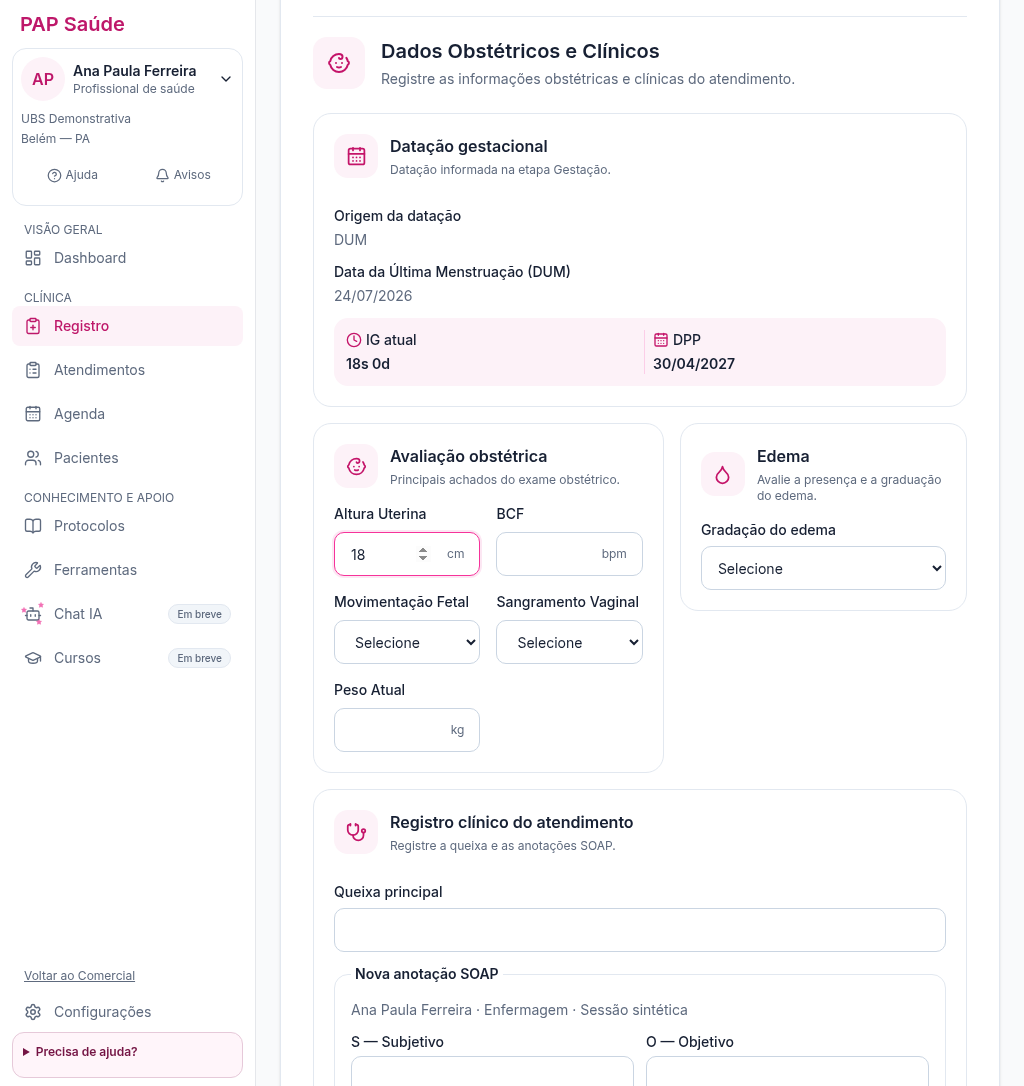 PAP Saúde
AP
Ana Paula Ferreira
Profissional de saúde
UBS Demonstrativa
Belém — PA
Ajuda
Avisos
VISÃO GERAL
Dashboard
CLÍNICA
Registro
Atendimentos
Agenda
Pacientes
CONHECIMENTO E APOIO
Protocolos
Ferramentas
Chat IA
Em breve
Cursos
Em breve
Voltar ao Comercial
Configurações
Precisa de ajuda?
Dados Obstétricos e Clínicos
Registre as informações obstétricas e clínicas do atendimento.
Datação gestacional
Datação informada na etapa Gestação.
Origem da datação
DUM
Data da Última Menstruação (DUM)
24/07/2026
IG atual
18s 0d
DPP
30/04/2027
Avaliação obstétrica
Principais achados do exame obstétrico.
Altura Uterina
18 cm
BCF
bpm
Movimentação Fetal
Selecione
Sangramento Vaginal
Selecione
Peso Atual
kg
Edema
Avalie a presença e a graduação
do edema.
Gradação do edema
Selecione
Registro clínico do atendimento
Registre a queixa e as anotações SOAP.
Queixa principal
Nova anotação SOAP
Ana Paula Ferreira · Enfermagem · Sessão sintética
S — Subjetivo
O — Objetivo